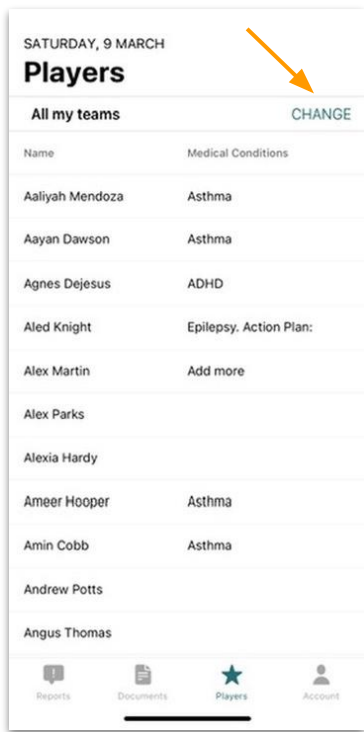 SATURDAY, 9 MARCH
Players
All my teams CHANGE
Name Medical Conditions
Aaliyah Mendoza Asthma
Aayan Dawson Asthma
Agnes Dejesus ADHD
Aled Knight Epilepsy. Action Plan:
Alex Martin Add more
Alex Parks
Alexia Hardy
Ameer Hooper Asthma
Amin Cobb Asthma
Andrew Potts
Angus Thomas
Reports Documents Players Account